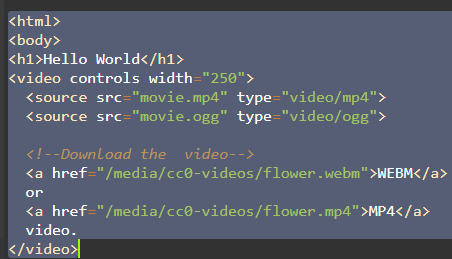 <html>
<body>
<h1>Hello World</h1>
<video controls width="250">
  <source src="movie.mp4" type="video/mp4">
  <source src="movie.ogg" type="video/ogg">

  <!--Download the  video-->
  <a href="/media/cc0-videos/flower.webm">WEBM</a>
  or
  <a href="/media/cc0-videos/flower.mp4">MP4</a>
  video.
</video>